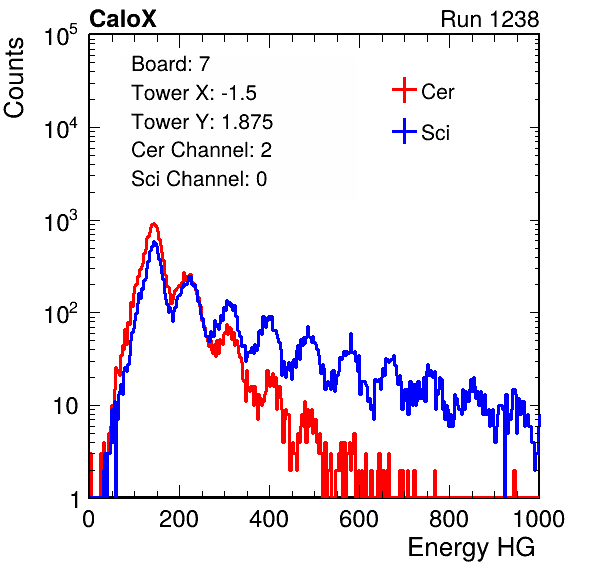 CaloX Run 1238
Counts
10^5
10^4
10^3
10^2
10
1
Board: 7
Tower X: -1.5
Tower Y: 1.875
Cer Channel: 2
Sci Channel: 0
Cer
Sci
0 200 400 600 800 1000
Energy HG